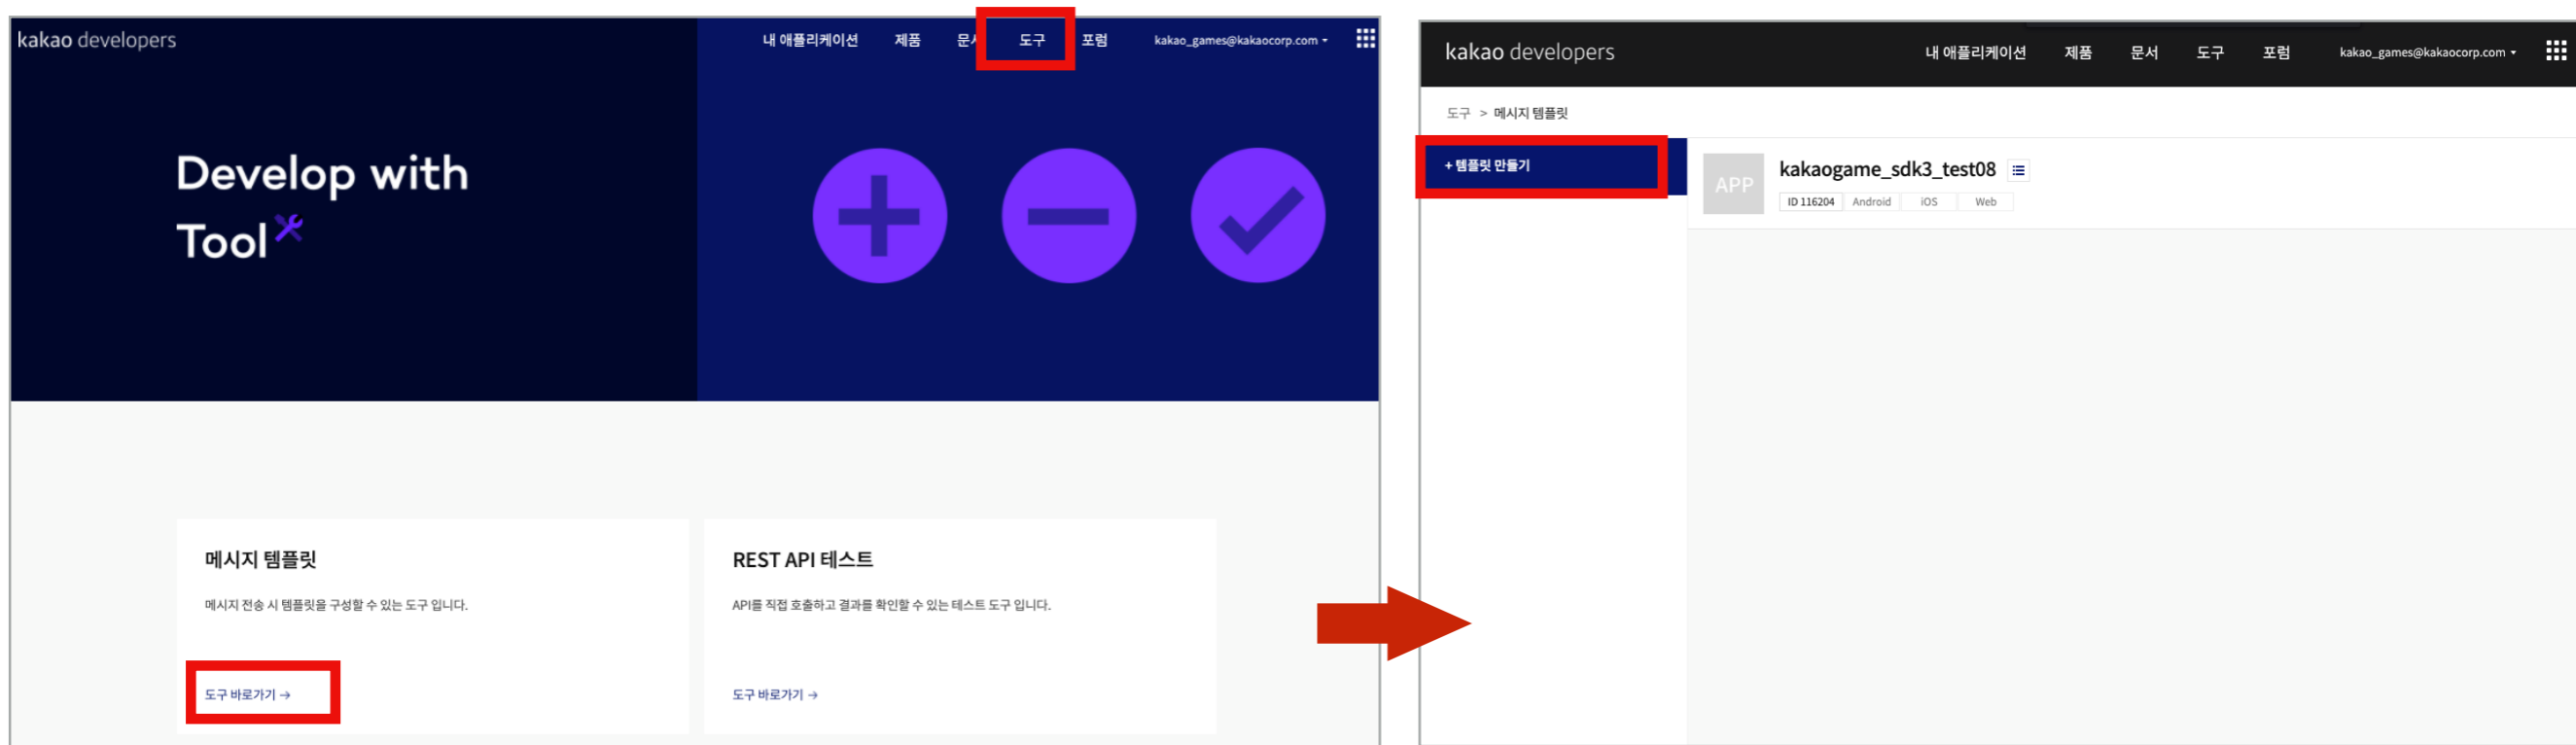 kakao developers
내 애플리케이션 제품 문서 도구 포럼 kakao_games@kakaocorp.com
Develop with
Tool
메시지 템플릿
메시지 전송 시 템플릿을 구성할 수 있는 도구 입니다.
도구 바로가기 →
REST API 테스트
API를 직접 호출하고 결과를 확인할 수 있는 테스트 도구 입니다.
도구 바로가기 →
kakao developers
내 애플리케이션 제품 문서 도구 포럼 kakao_games@kakaocorp.com
도구 > 메시지 템플릿
+ 템플릿 만들기
APP
kakaogame_sdk3_test08
ID 116204 Android iOS Web